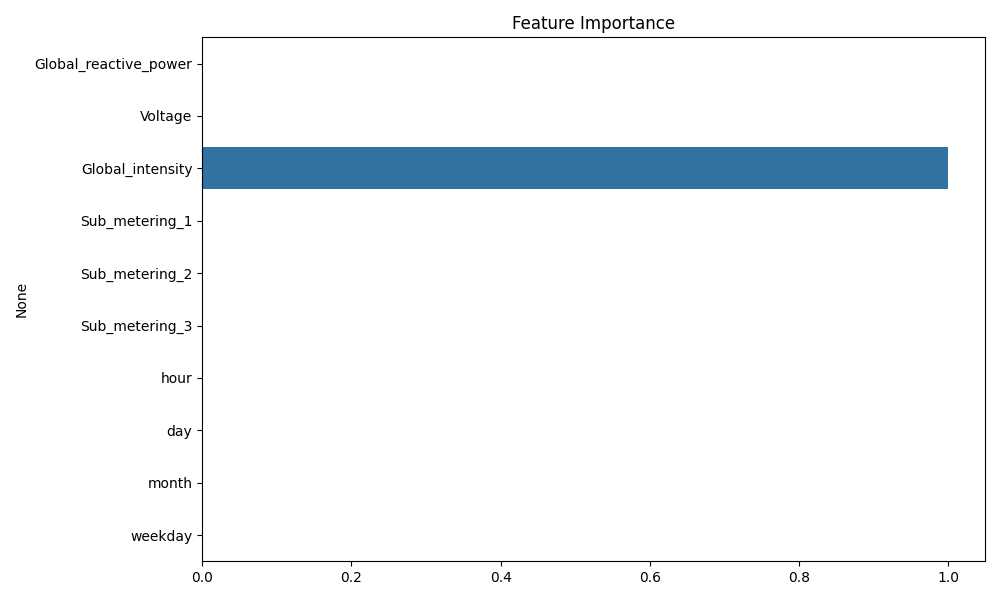 Feature Importance
Global_reactive_power
Voltage
Global_intensity
Sub_metering_1
Sub_metering_2
Sub_metering_3
hour
day
month
weekday
None
0.0 0.2 0.4 0.6 0.8 1.0